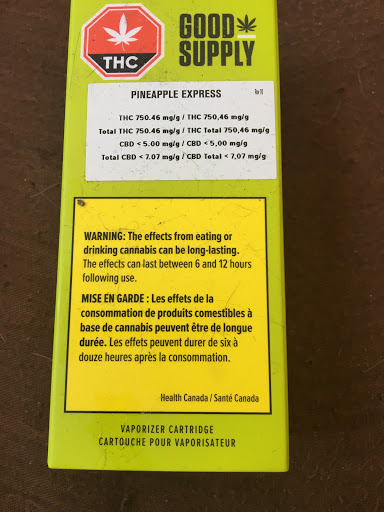 THC
GOOD
SUPPLY
PINEAPPLE EXPRESS
THC 750.46 mg/g / THC 750,46 mg/g
Total THC 750.46 mg/g / THC Total 750,46 mg/g
CBD < 5.00 mg/g / CBD < 5,00 mg/g
Total CBD < 7.07 mg/g / CBD Total < 7,07 mg/g
WARNING: The effects from eating or
drinking cannabis can be long-lasting.
The effects can last between 6 and 12 hours
following use.
MISE EN GARDE : Les effets de la
consommation de produits comestibles à
base de cannabis peuvent être de longue
durée. Les effets peuvent durer de six à
douze heures après la consommation.
Health Canada / Santé Canada
VAPORIZER CARTRIDGE
CARTOUCHE POUR VAPORISATEUR